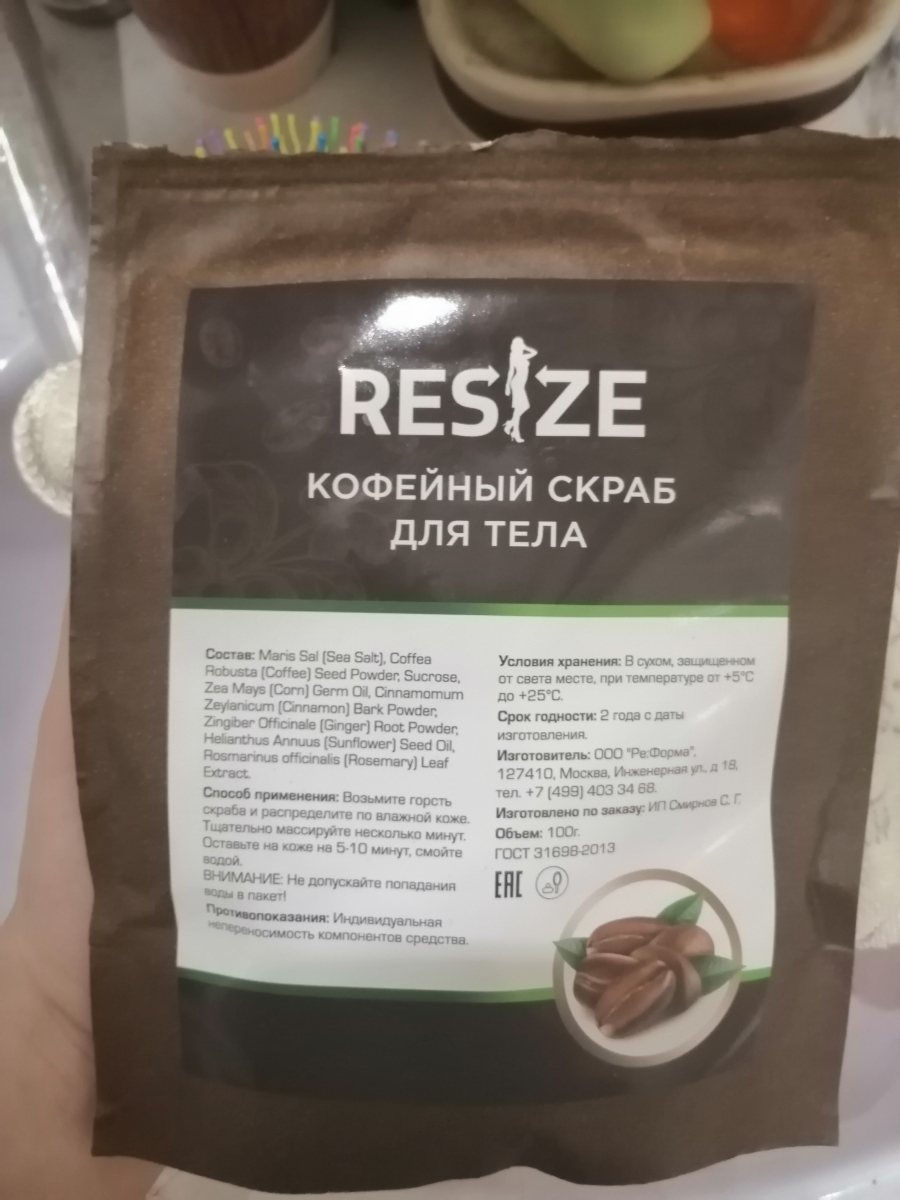 RESIZE
КОФЕЙНЫЙ СКРАБ
ДЛЯ ТЕЛА
Состав: Maris Sal (Sea Salt), Coffea
Robusta (Coffee) Seed Powder, Sucrose,
Zea Mays (Corn) Germ Oil, Cinnamomum
Zeylanicum (Cinnamon) Bark Powder,
Zingiber Officinale (Ginger) Root Powder,
Helianthus Annuus (Sunflower) Seed Oil,
Rosmarinus officinalis (Rosemary) Leaf
Extract.
Способ применения: Возьмите горсть
скраба и распределите по влажной коже.
Тщательно массируйте несколько минут.
Оставьте на коже на 5-10 минут, смойте
водой.
ВНИМАНИЕ: Не допускайте попадания
воды в пакет!
Противопоказания: Индивидуальная
непереносимость компонентов средства.
Условия хранения: В сухом, защищенном
от света месте, при температуре от +5°C
до +25°C.
Срок годности: 2 года с даты
изготовления.
Изготовитель: ООО "Ре:Форма",
127410, Москва, Инженерная ул., д 18,
тел. +7 (499) 403 34 68.
Изготовлено по заказу: ИП Смирнов С. Г.
Объем: 100г.
ГОСТ 31698-2013
EAC